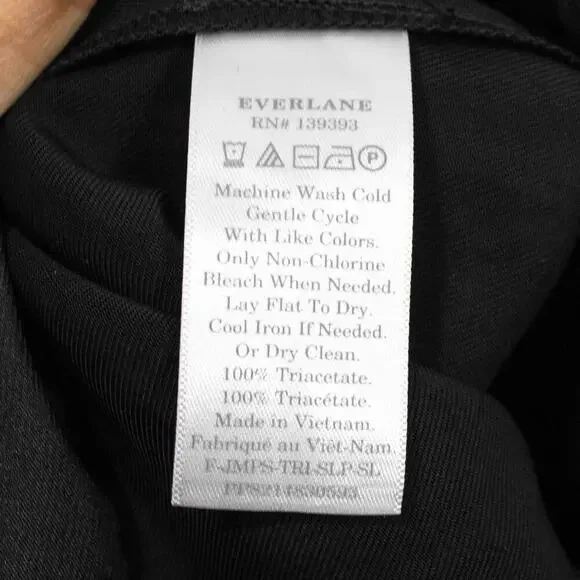 EVERLANE
RN# 139393
P
Machine Wash Cold
Gentle Cycle
With Like Colors.
Only Non-Chlorine
Bleach When Needed.
Lay Flat To Dry.
Cool Iron If Needed.
Or Dry Clean.
100% Triacetate.
100% Triacétate.
Made in Vietnam.
Fabriqué au Viêt-Nam.
F-JMPS-TRI-SLP-SL